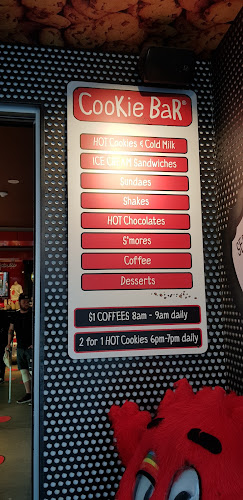 CooKie BaR®
HOT Cookies & Cold Milk
ICE CREAM Sandwiches
Sundaes
Shakes
HOT Chocolates
S'mores
Coffee
Desserts
$1 COFFEES 8am - 9am daily
2 for 1 HOT Cookies 6pm-7pm daily